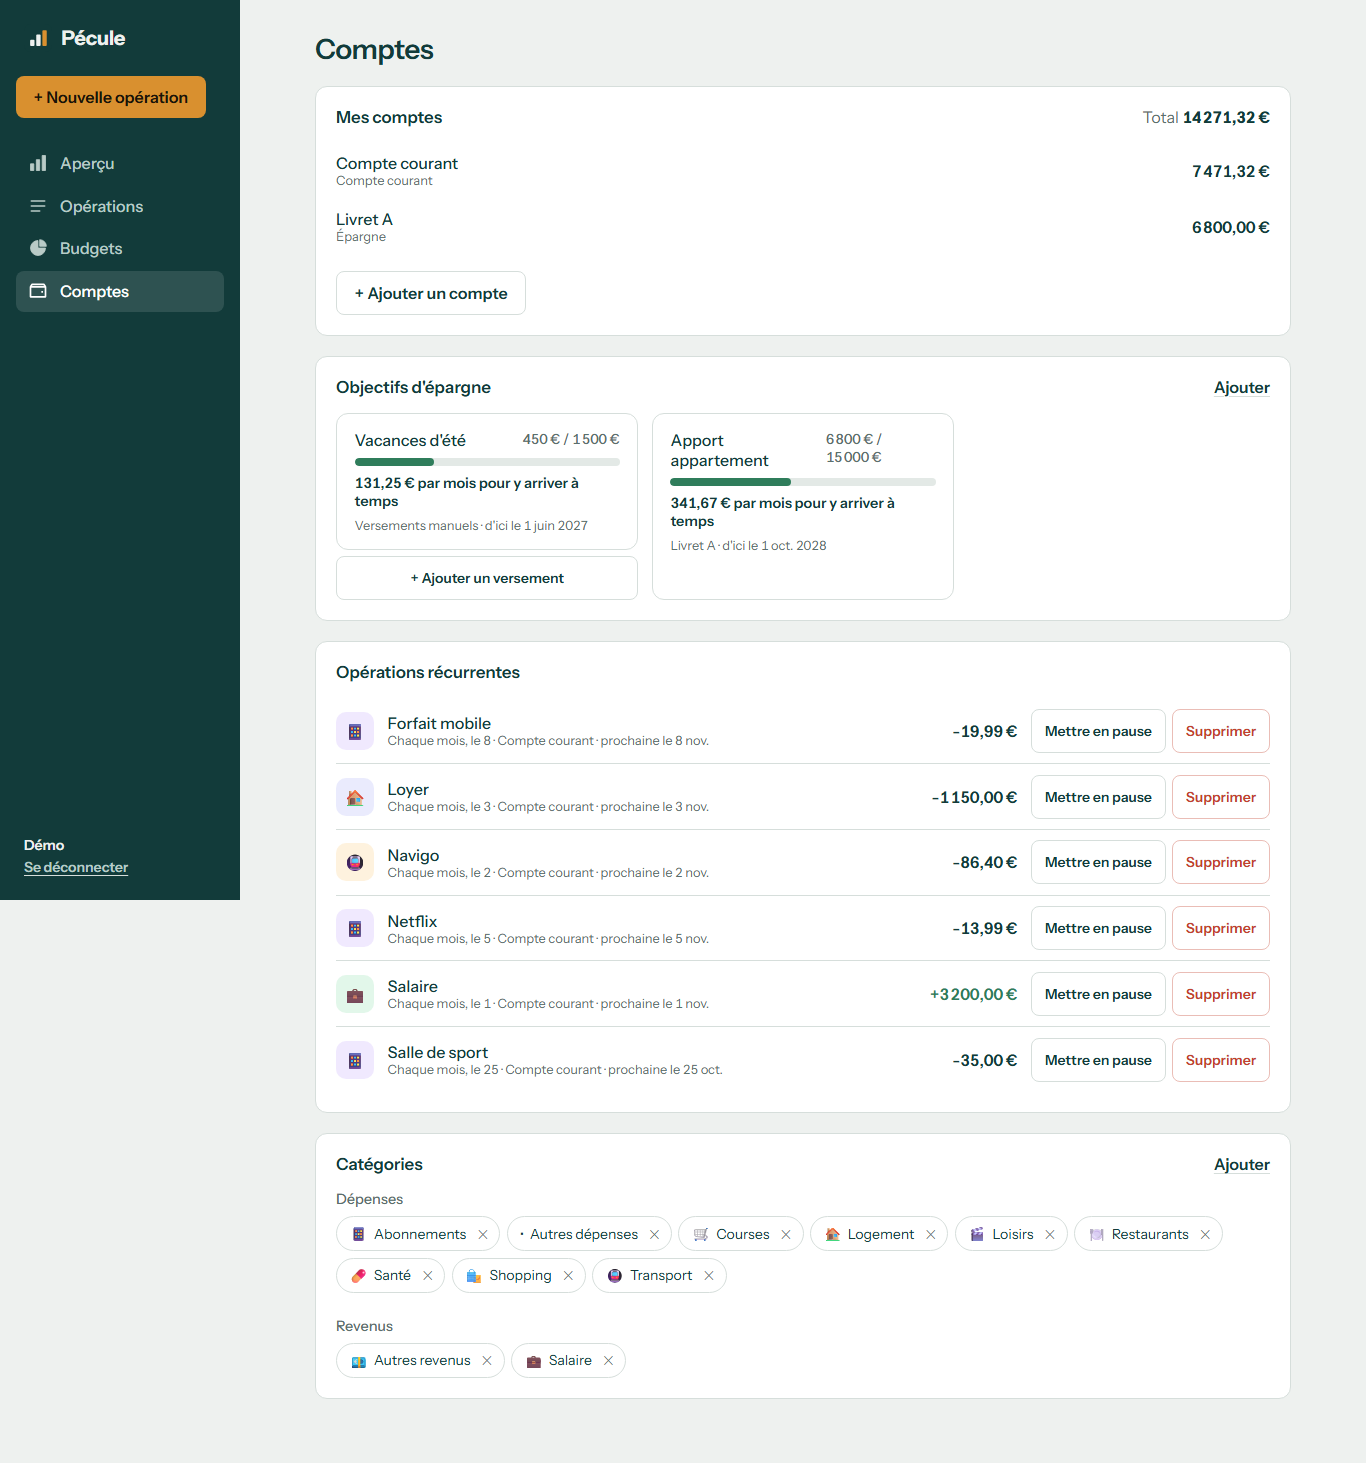 Pécule
+ Nouvelle opération
Aperçu
Opérations
Budgets
Comptes
Démo
Se déconnecter
Comptes
Mes comptes
Total 14 271,32 €
Compte courant
Compte courant
7 471,32 €
Livret A
Épargne
6 800,00 €
+ Ajouter un compte
Objectifs d'épargne
Ajouter
Vacances d'été
450 € / 1 500 €
131,25 € par mois pour y arriver à
temps
Versements manuels · d'ici le 1 juin 2027
+ Ajouter un versement
Apport
appartement
6 800 € /
15 000 €
341,67 € par mois pour y arriver à
temps
Livret A · d'ici le 1 oct. 2028
Opérations récurrentes
Forfait mobile
Chaque mois, le 8 · Compte courant · prochaine le 8 nov.
-19,99 €
Mettre en pause
Supprimer
Loyer
Chaque mois, le 3 · Compte courant · prochaine le 3 nov.
-1 150,00 €
Mettre en pause
Supprimer
Navigo
Chaque mois, le 2 · Compte courant · prochaine le 2 nov.
-86,40 €
Mettre en pause
Supprimer
Netflix
Chaque mois, le 5 · Compte courant · prochaine le 5 nov.
-13,99 €
Mettre en pause
Supprimer
Salaire
Chaque mois, le 1 · Compte courant · prochaine le 1 nov.
+3 200,00 €
Mettre en pause
Supprimer
Salle de sport
Chaque mois, le 25 · Compte courant · prochaine le 25 oct.
-35,00 €
Mettre en pause
Supprimer
Catégories
Ajouter
Dépenses
Abonnements ×
· Autres dépenses ×
Courses ×
Logement ×
Loisirs ×
Restaurants ×
Santé ×
Shopping ×
Transport ×
Revenus
Autres revenus ×
Salaire ×